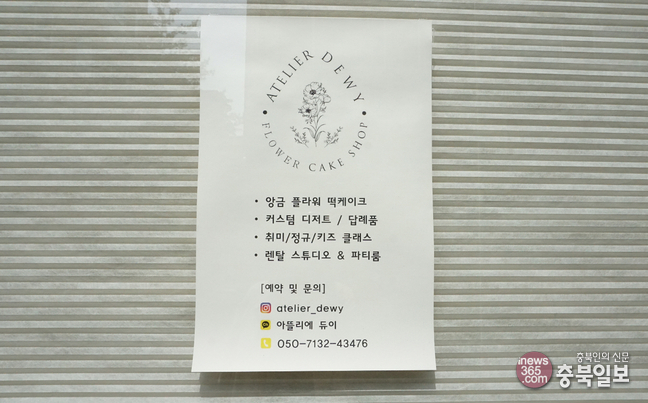 ATELIER DEWY
FLOWER CAKE SHOP
• 앙금 플라워 떡케이크
• 커스텀 디저트 / 답례품
• 취미/정규/키즈 클래스
• 렌탈 스튜디오 & 파티룸
[예약 및 문의]
atelier_dewy
아뜰리에 듀이
050-7132-43476
inews
365.com
충북인의 신문
충북일보